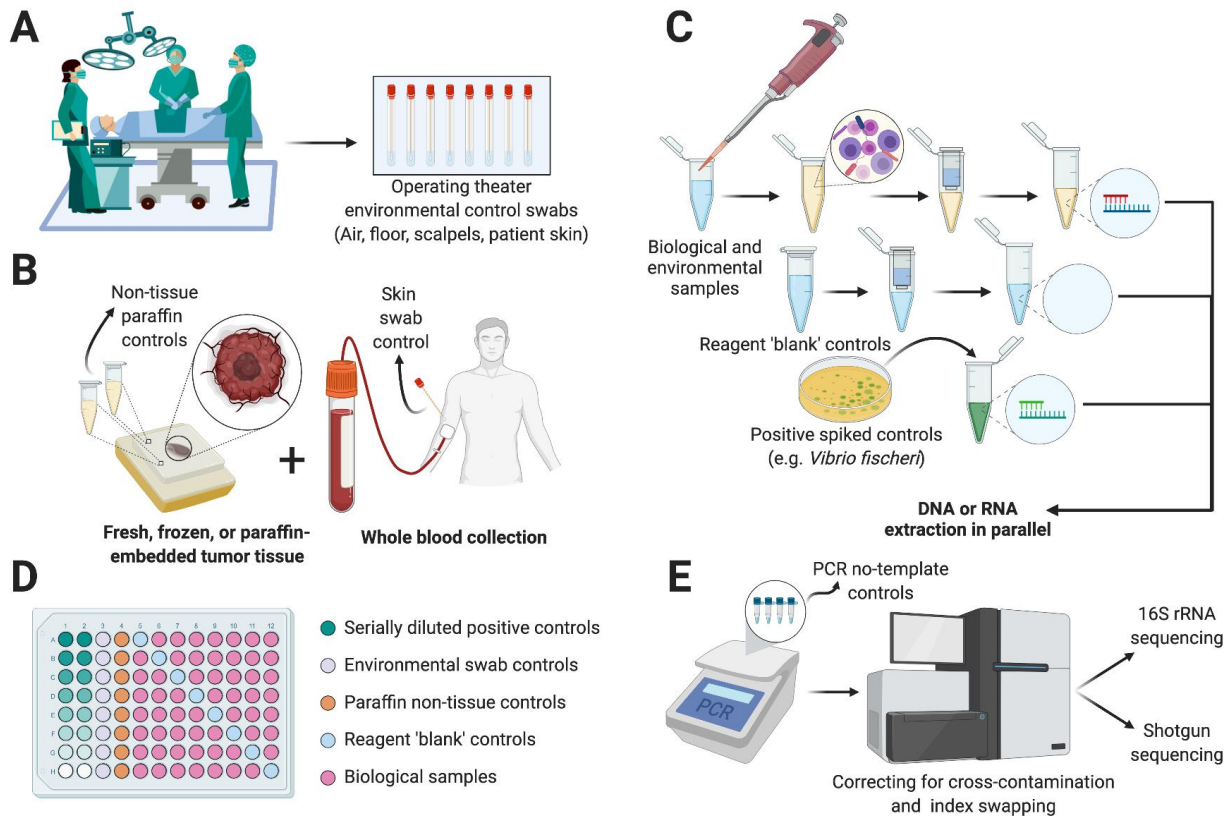 A
Operating theater
environmental control swabs
(Air, floor, scalpels, patient skin)
B
Non-tissue
paraffin
controls
Skin
swab
control
Fresh, frozen, or paraffin-
embedded tumor tissue
+
Whole blood collection
C
Biological and
environmental
samples
Reagent 'blank' controls
Positive spiked controls
(e.g. Vibrio fischeri)
DNA or RNA
extraction in parallel
D
1 2 3 4 5 6 7 8 9 10 11 12
A
B
C
D
E
F
G
H
Serially diluted positive controls
Environmental swab controls
Paraffin non-tissue controls
Reagent 'blank' controls
Biological samples
E
PCR no-template
controls
PCR
16S rRNA
sequencing
Shotgun
sequencing
Correcting for cross-contamination
and index swapping